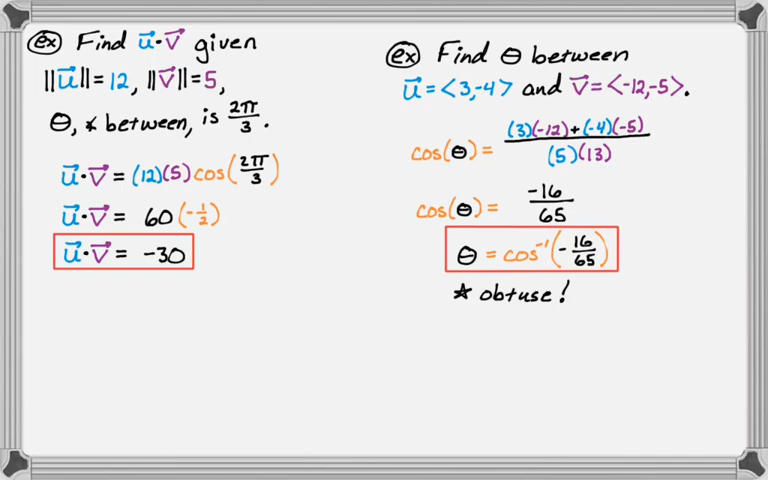 ex Find u⃗·v⃗ given
||u⃗||=12, ||v⃗||=5,
θ, ∡ between, is 2π/3.
u⃗·v⃗ = (12)(5) cos(2π/3)
u⃗·v⃗ = 60(-1/2)
u⃗·v⃗ = -30
ex Find θ between
u⃗ = <3,-4> and v⃗ = <-12,-5>.
cos(θ) = (3)(-12)+(-4)(-5) / (5)(13)
cos(θ) = -16/65
θ = cos⁻¹(-16/65)
★ obtuse!